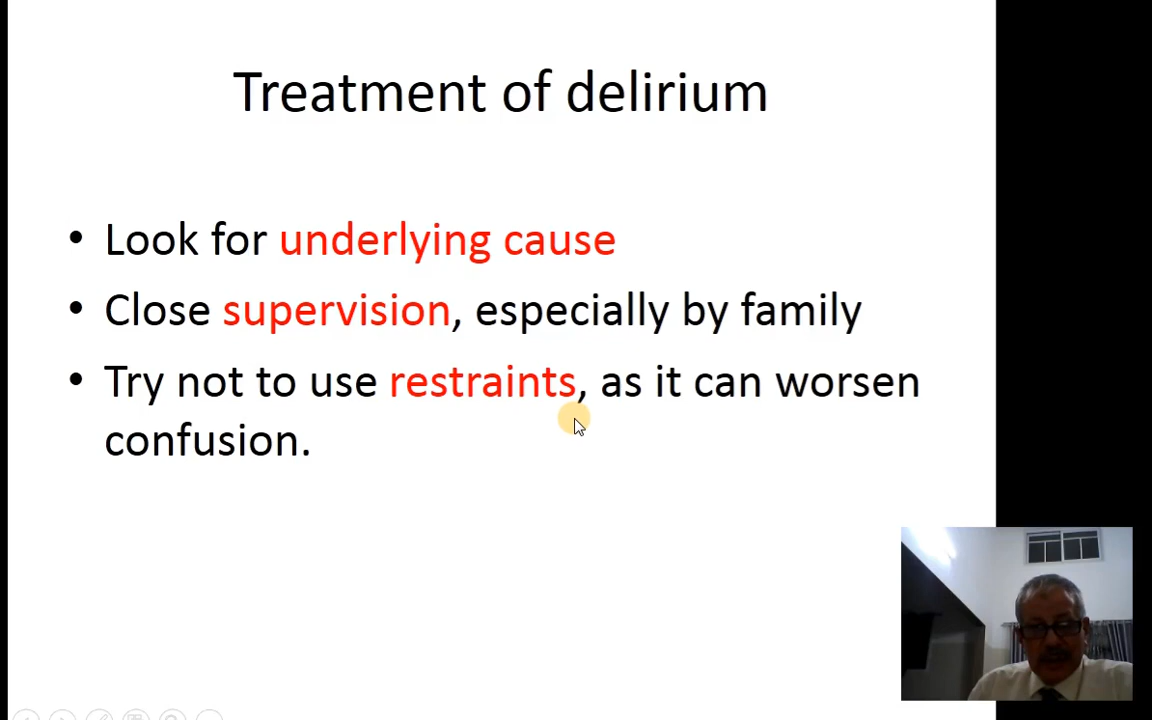 Treatment of delirium
• Look for underlying cause
• Close supervision, especially by family
• Try not to use restraints, as it can worsen
confusion.